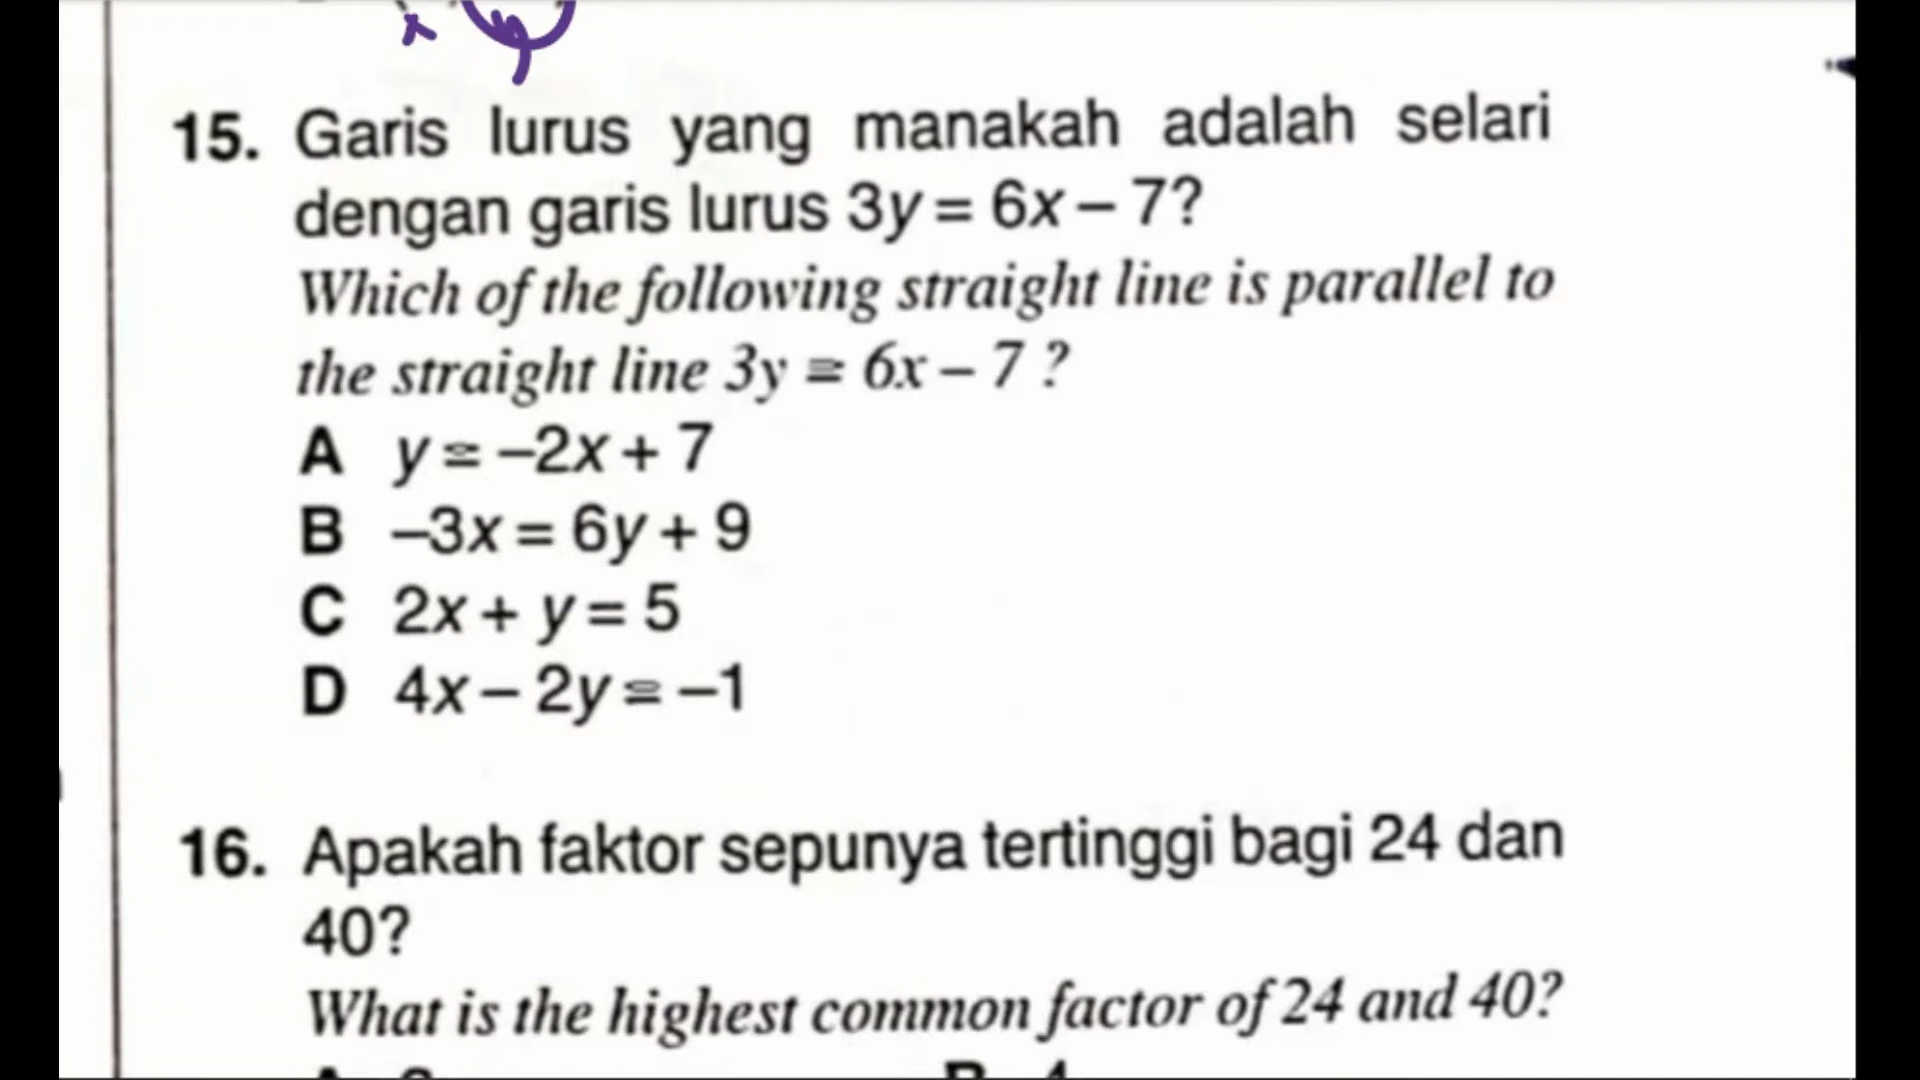 15. Garis lurus yang manakah adalah selari
dengan garis lurus 3y = 6x – 7?
Which of the following straight line is parallel to
the straight line 3y = 6x – 7 ?
A y = –2x + 7
B –3x = 6y + 9
C 2x + y = 5
D 4x – 2y = –1
16. Apakah faktor sepunya tertinggi bagi 24 dan
40?
What is the highest common factor of 24 and 40?